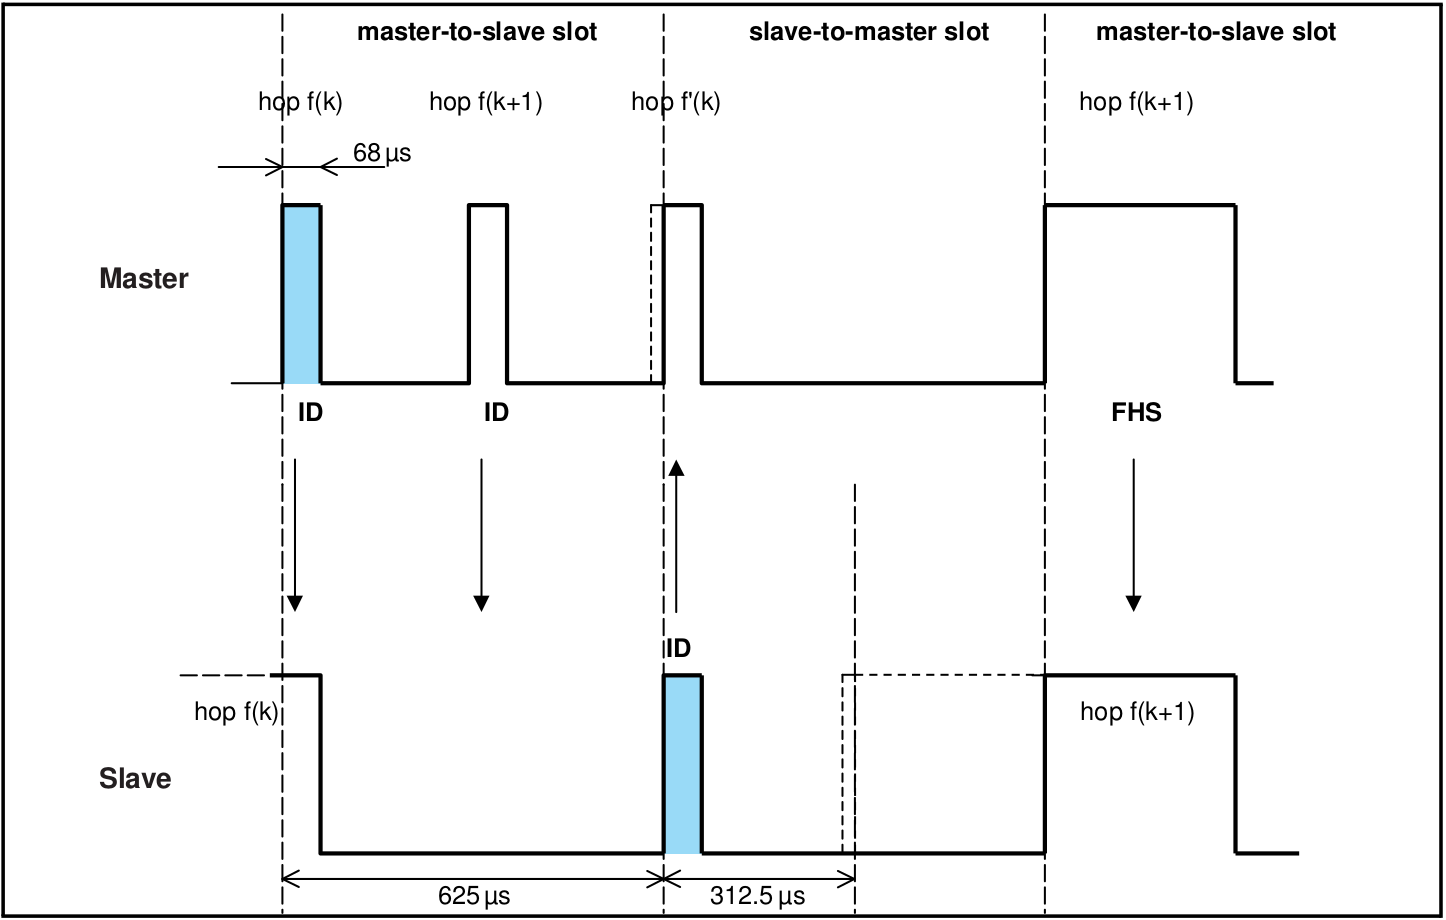 master-to-slave slot
slave-to-master slot
master-to-slave slot
hop f(k)
hop f(k+1)
hop f'(k)
hop f(k+1)
68 µs
Master
ID
ID
FHS
ID
hop f(k)
hop f(k+1)
Slave
625 µs
312.5 µs